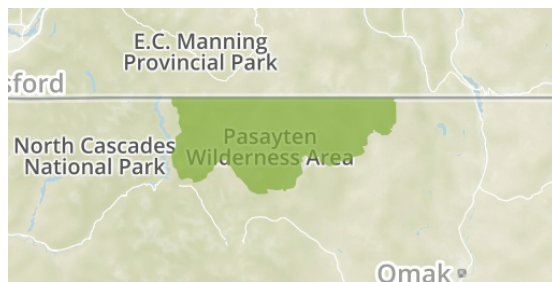 E.C. Manning
Provincial Park
sford
North Cascades
National Park
Pasayten
Wilderness Area
Omak